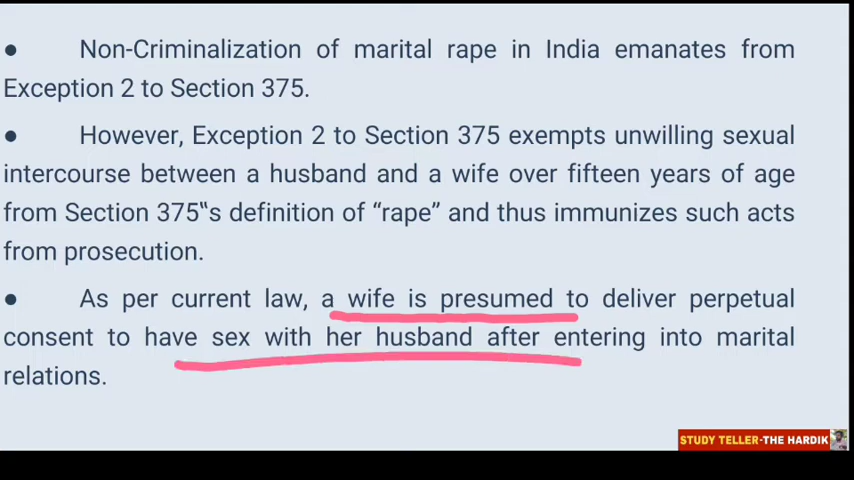 ● Non-Criminalization of marital rape in India emanates from
Exception 2 to Section 375.
● However, Exception 2 to Section 375 exempts unwilling sexual
intercourse between a husband and a wife over fifteen years of age
from Section 375‟s definition of “rape” and thus immunizes such acts
from prosecution.
● As per current law, a wife is presumed to deliver perpetual
consent to have sex with her husband after entering into marital
relations.
STUDY TELLER-THE HARDIK